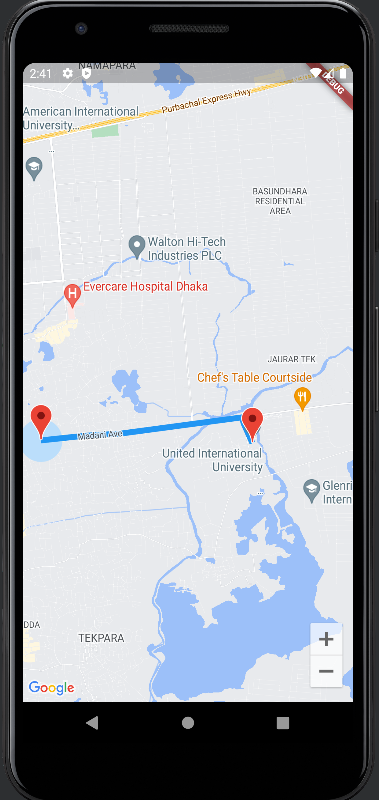 NAMAPARA
2:41
DEBUG
Purbachal Express Hwy
American International
University...
BASUNDHARA
RESIDENTIAL
AREA
Walton Hi-Tech
Industries PLC
Evercare Hospital Dhaka
JAURAR TEK
Chef's Table Courtside
Madani Ave
United International
University
Glenri
Intern
DDA
TEKPARA
+
−
Google